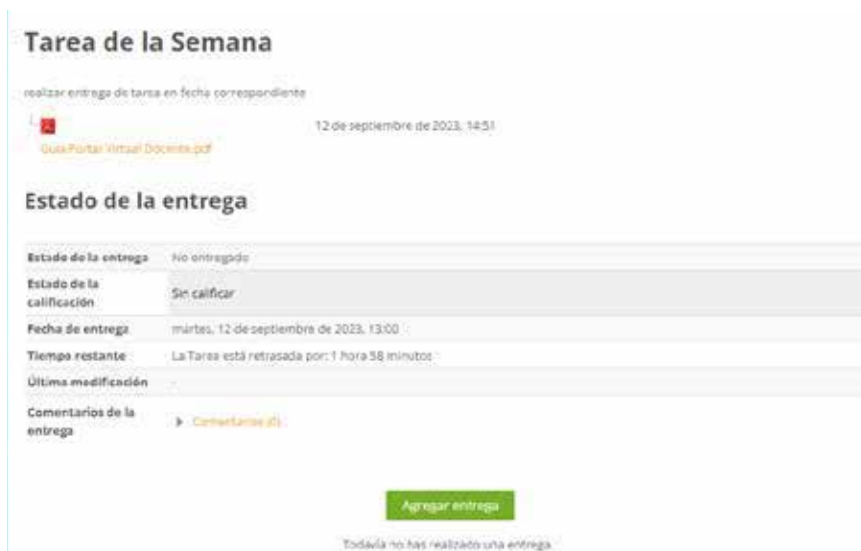 Tarea de la Semana
realizar entrega de tarea en fecha correspondiente
12 de septiembre de 2023, 14:51
Guia Portal Virtual Docente.pdf
Estado de la entrega
Estado de la entrega No entregado
Estado de la
calificación
Sin calificar
Fecha de entrega martes, 12 de septiembre de 2023, 13:00
Tiempo restante La Tarea está retrasada por: 1 hora 58 minutos
Última modificación -
Comentarios de la
entrega
Comentarios (0)
Agregar entrega
Todavía no has realizado una entrega